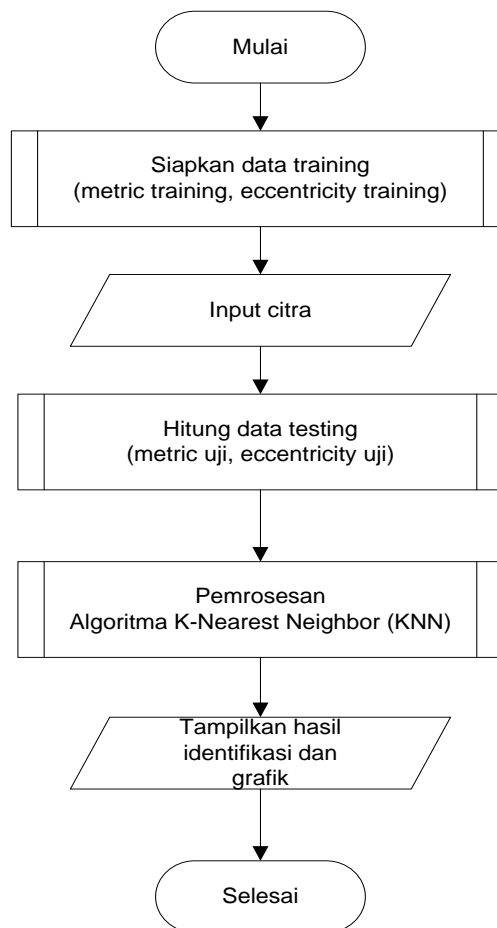 Mulai
Siapkan data training
(metric training, eccentricity training)
Input citra
Hitung data testing
(metric uji, eccentricity uji)
Pemrosesan
Algoritma K-Nearest Neighbor (KNN)
Tampilkan hasil
identifikasi dan
grafik
Selesai